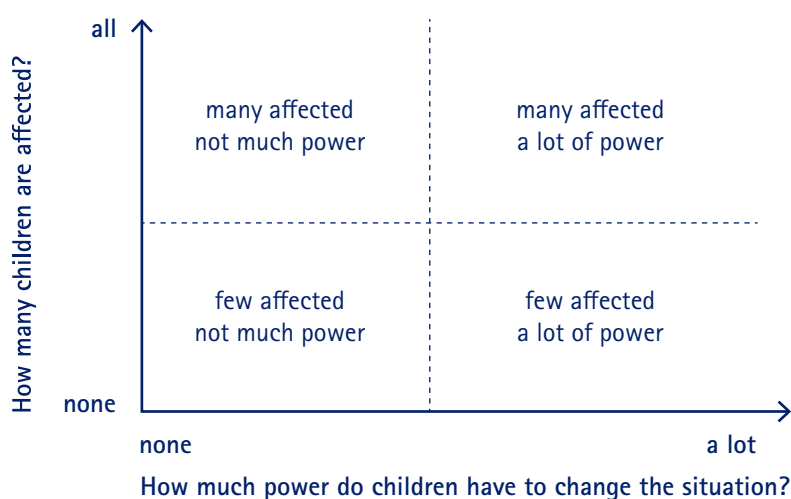 all
How many children are affected?
many affected
not much power
many affected
a lot of power
few affected
not much power
few affected
a lot of power
none
none
a lot
How much power do children have to change the situation?